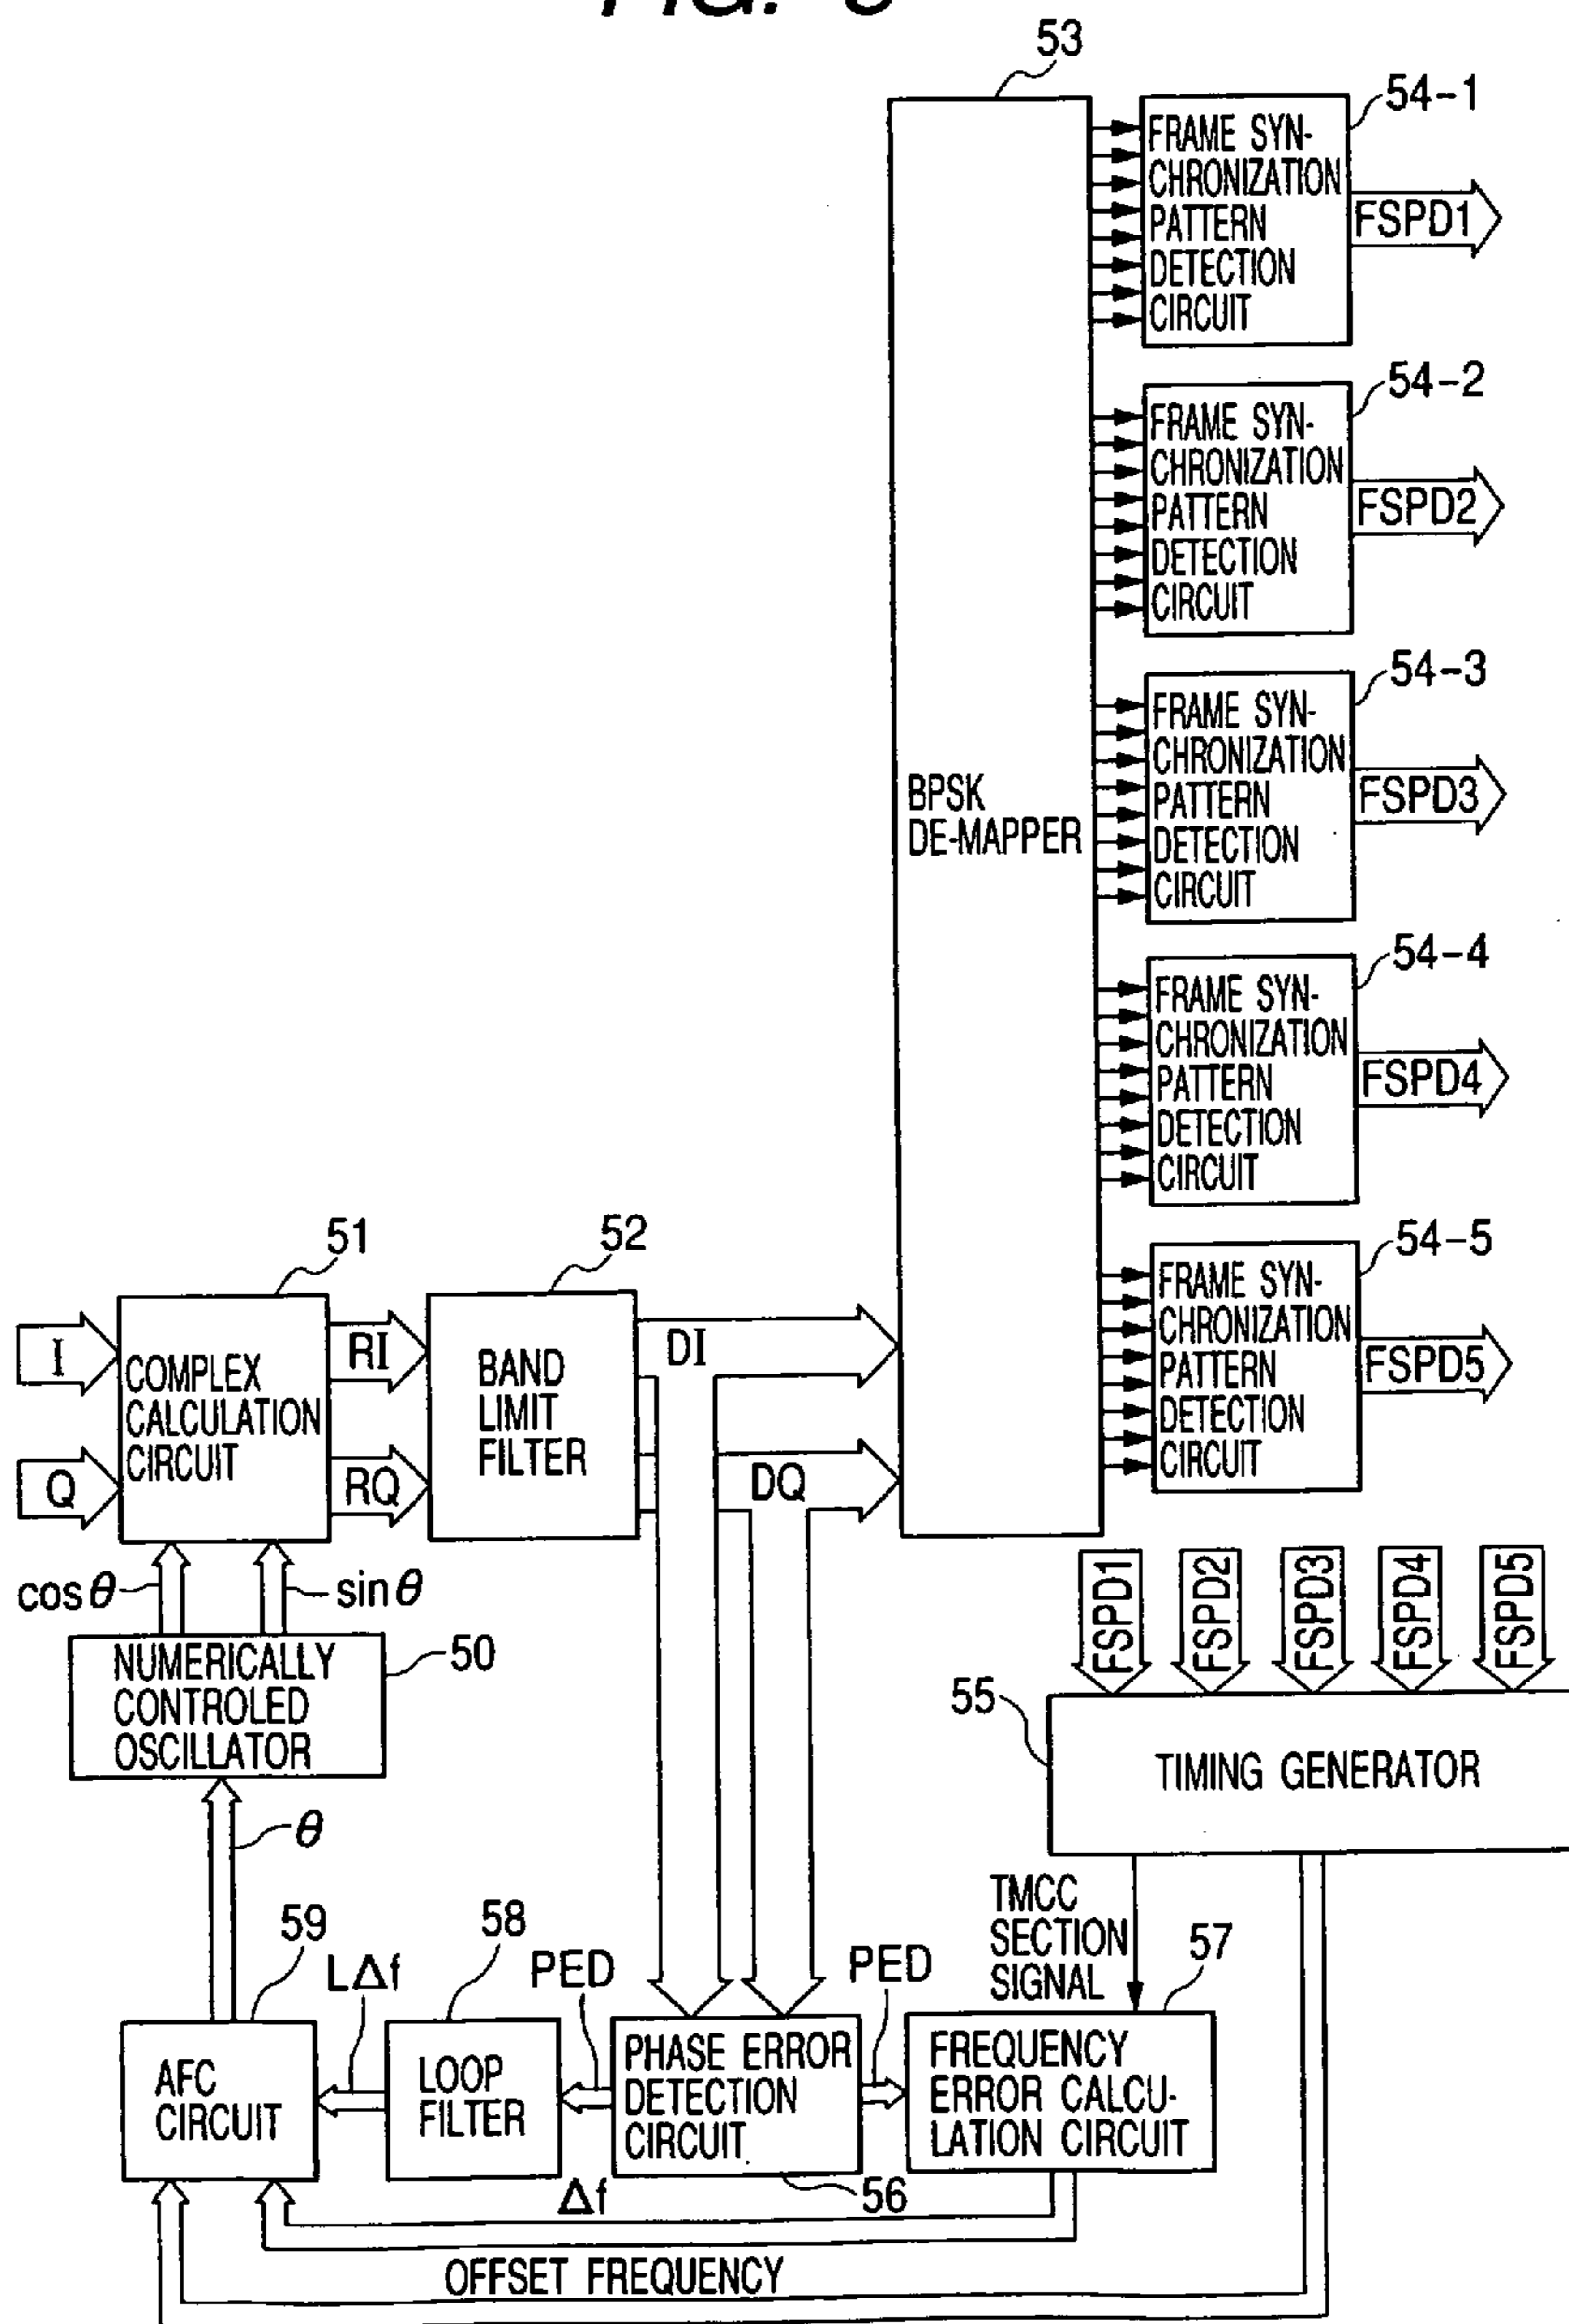 53
54-1
FRAME SYN-
CHRONIZATION
PATTERN
DETECTION
CIRCUIT
FSPD1
54-2
FRAME SYN-
CHRONIZATION
PATTERN
DETECTION
CIRCUIT
FSPD2
54-3
FRAME SYN-
CHRONIZATION
PATTERN
DETECTION
CIRCUIT
FSPD3
BPSK
DE-MAPPER
54-4
FRAME SYN-
CHRONIZATION
PATTERN
DETECTION
CIRCUIT
FSPD4
54-5
FRAME SYN-
CHRONIZATION
PATTERN
DETECTION
CIRCUIT
FSPD5
51
52
I
Q
COMPLEX
CALCULATION
CIRCUIT
RI
RQ
BAND
LIMIT
FILTER
DI
DQ
cosθ
sinθ
NUMERICALLY
CONTROLED
OSCILLATOR
50
FSPD1
FSPD2
FSPD3
FSPD4
FSPD5
55
TIMING GENERATOR
θ
TMCC
SECTION
SIGNAL
59
LΔf
58
PED
PED
57
AFC
CIRCUIT
LOOP
FILTER
PHASE ERROR
DETECTION
CIRCUIT
FREQUENCY
ERROR CALCU-
LATION CIRCUIT
56
Δf
OFFSET FREQUENCY